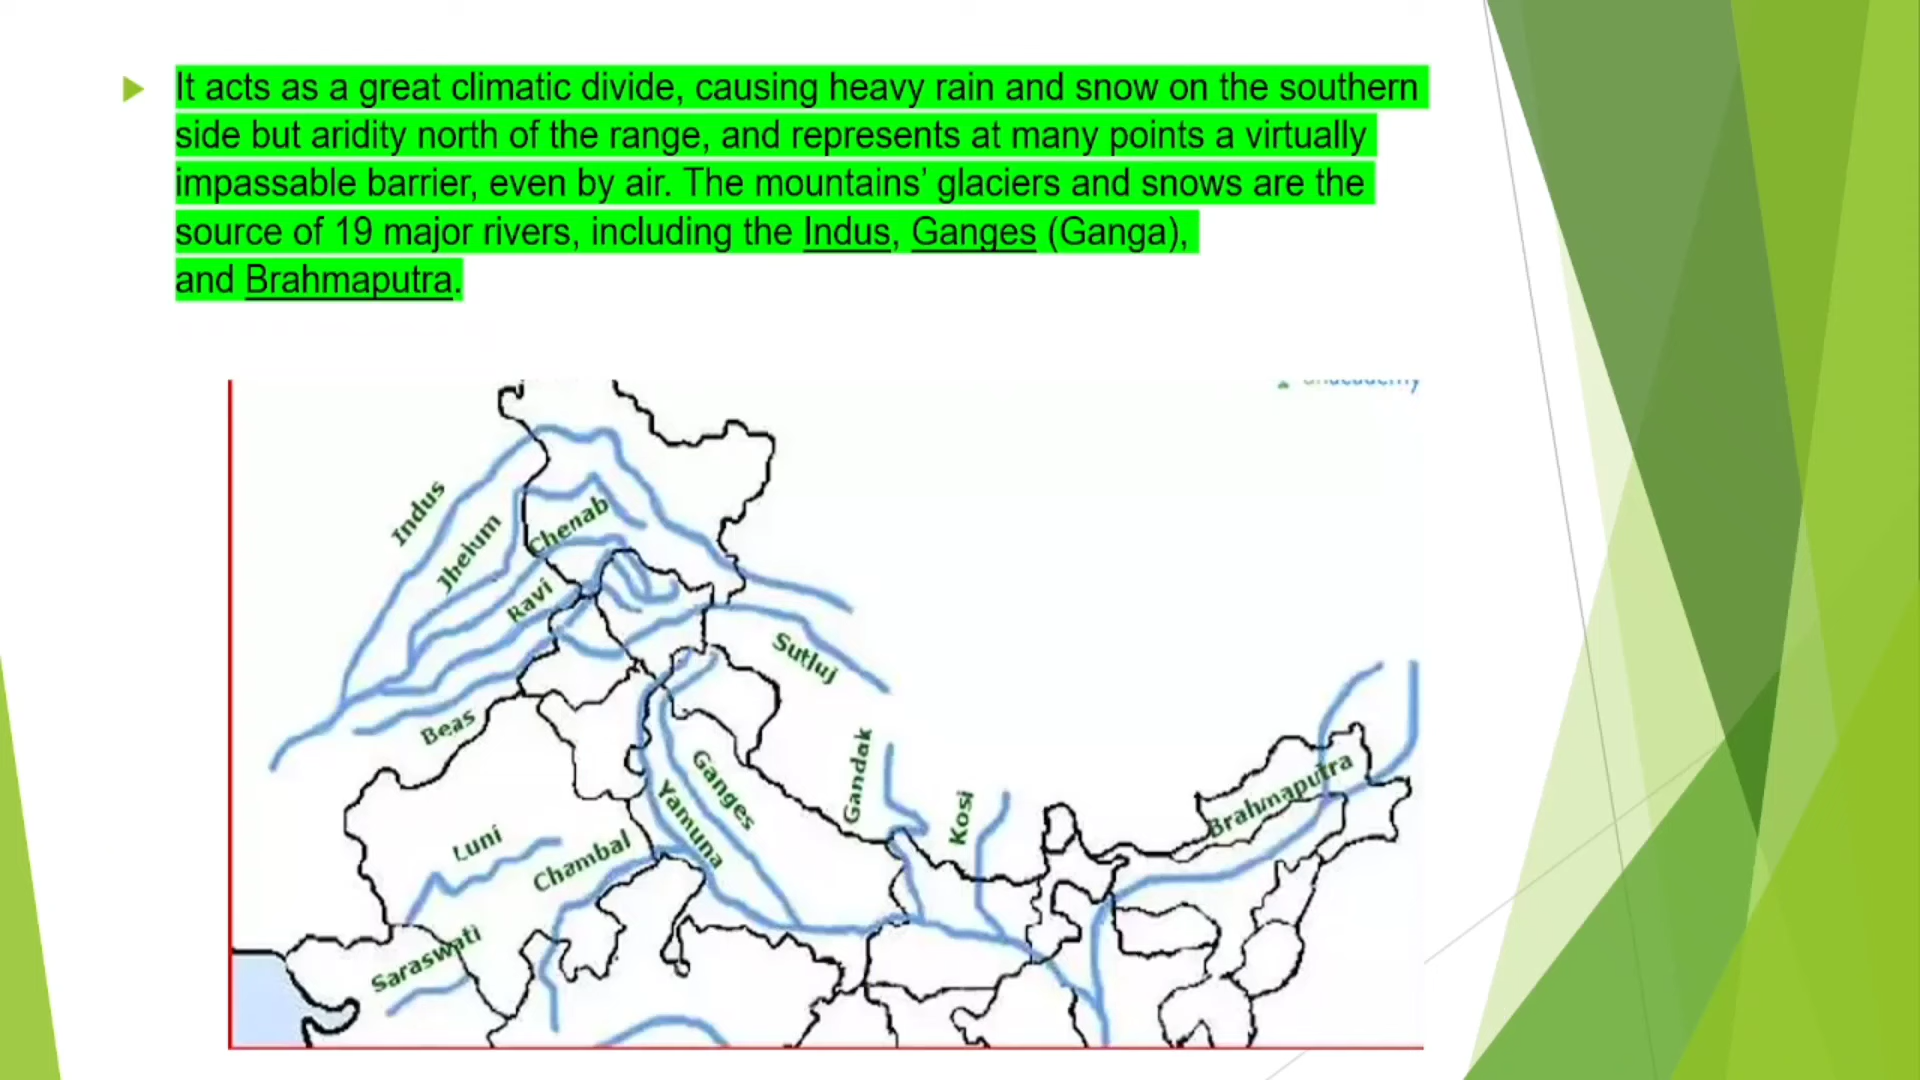 It acts as a great climatic divide, causing heavy rain and snow on the southern
side but aridity north of the range, and represents at many points a virtually
impassable barrier, even by air. The mountains’ glaciers and snows are the
source of 19 major rivers, including the Indus, Ganges (Ganga),
and Brahmaputra.
Indus
Jhelum
Chenab
Ravi
Sutluj
Beas
Gandak
Kosi
Ganges
Yamuna
Brahmaputra
Luni
Chambal
Saraswati